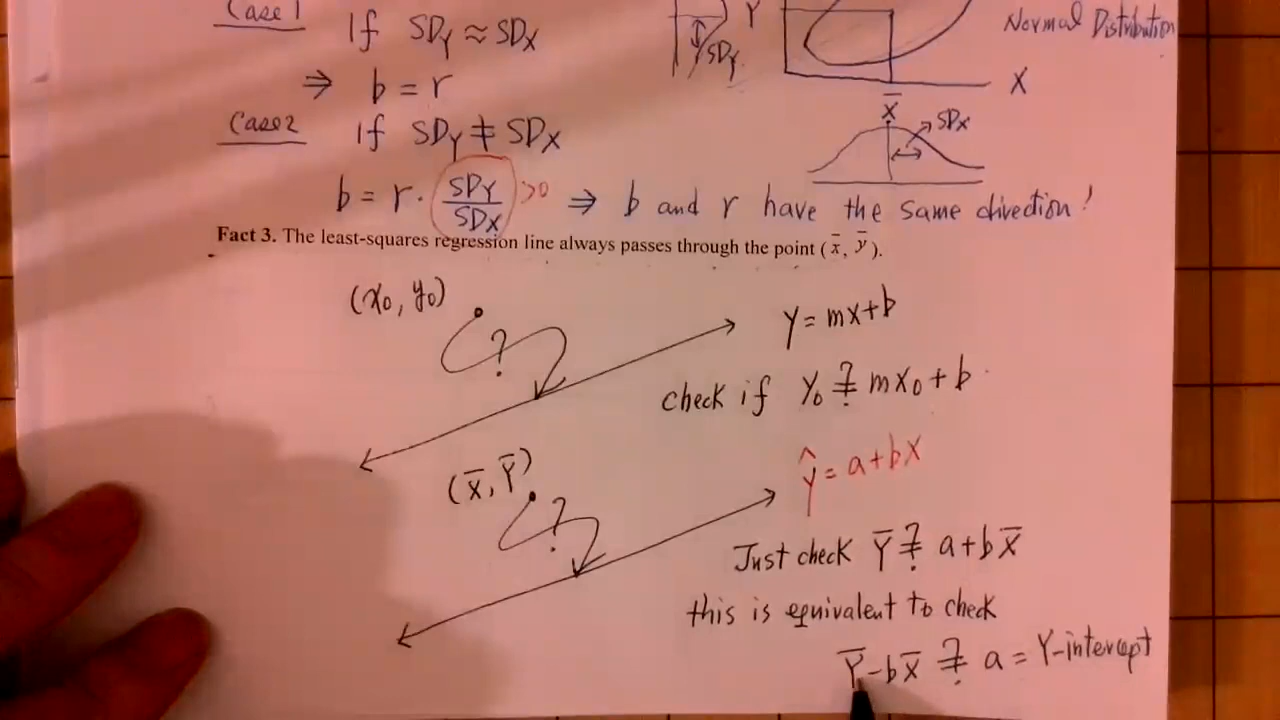 Case 1 If SDY ≈ SDX
⇒ b = r
Case 2 If SDY ≠ SDX
b = r · SDY/SDX >0 ⇒ b and r have the same direction!
Y SDY X
Normal Distribution
X̄ SDX
Fact 3. The least-squares regression line always passes through the point ( x̄, ȳ ).
(x0, y0) ?
Y = mx+b
check if Y0 ≟ mx0 + b
(X̄, Ȳ) ?
ŷ = a+bX
Just check Ȳ ≟ a+bX̄
this is equivalent to check
Ȳ-bX̄ ≟ a = Y-intercept